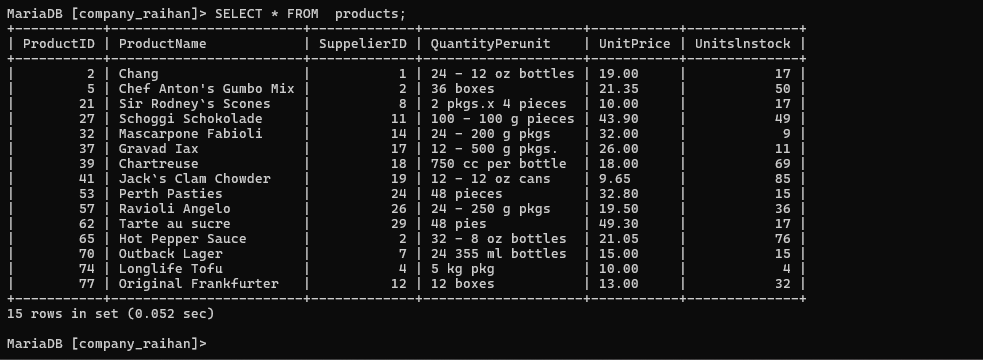 MariaDB [company_raihan]> SELECT * FROM  products;
+-----------+-----------------------+------------+------------------+-----------+--------------+
| ProductID | ProductName           | SuppelierID | QuantityPerunit   | UnitPrice | Unitslnstock |
+-----------+-----------------------+------------+------------------+-----------+--------------+
|         2 | Chang                  |           1 | 24 - 12 oz bottles | 19.00     |           17 |
|         5 | Chef Anton's Gumbo Mix |           2 | 36 boxes           | 21.35     |           50 |
|        21 | Sir Rodney`s Scones    |           8 | 2 pkgs.x 4 pieces  | 10.00     |           17 |
|        27 | Schoggi Schokolade     |          11 | 100 - 100 g pieces | 43.90     |           49 |
|        32 | Mascarpone Fabioli     |          14 | 24 - 200 g pkgs    | 32.00     |            9 |
|        37 | Gravad Iax             |          17 | 12 - 500 g pkgs.   | 26.00     |           11 |
|        39 | Chartreuse             |          18 | 750 cc per bottle  | 18.00     |           69 |
|        41 | Jack`s Clam Chowder    |          19 | 12 - 12 oz cans    | 9.65      |           85 |
|        53 | Perth Pasties          |          24 | 48 pieces          | 32.80     |           15 |
|        57 | Ravioli Angelo         |          26 | 24 - 250 g pkgs    | 19.50     |           36 |
|        62 | Tarte au sucre         |          29 | 48 pies            | 49.30     |           17 |
|        65 | Hot Pepper Sauce       |           2 | 32 - 8 oz bottles  | 21.05     |           76 |
|        70 | Outback Lager          |           7 | 24 355 ml bottles  | 15.00     |           15 |
|        74 | Longlife Tofu          |           4 | 5 kg pkg           | 10.00     |            4 |
|        77 | Original Frankfurter   |          12 | 12 boxes           | 13.00     |           32 |
+-----------+-----------------------+------------+------------------+-----------+--------------+
15 rows in set (0.052 sec)
MariaDB [company_raihan]>